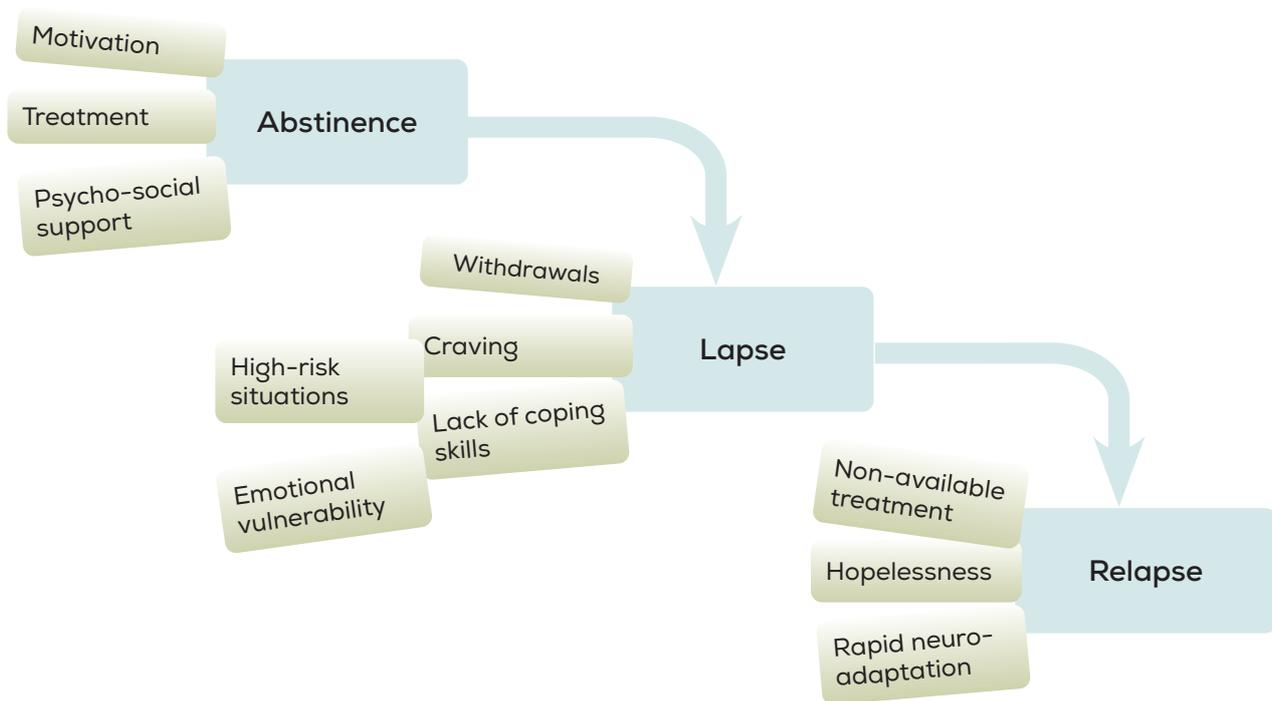 Motivation
Treatment
Psycho-social
support
Abstinence
Withdrawals
Craving
High-risk
situations
Lack of coping
skills
Emotional
vulnerability
Lapse
Non-available
treatment
Hopelessness
Rapid neuro-
adaptation
Relapse